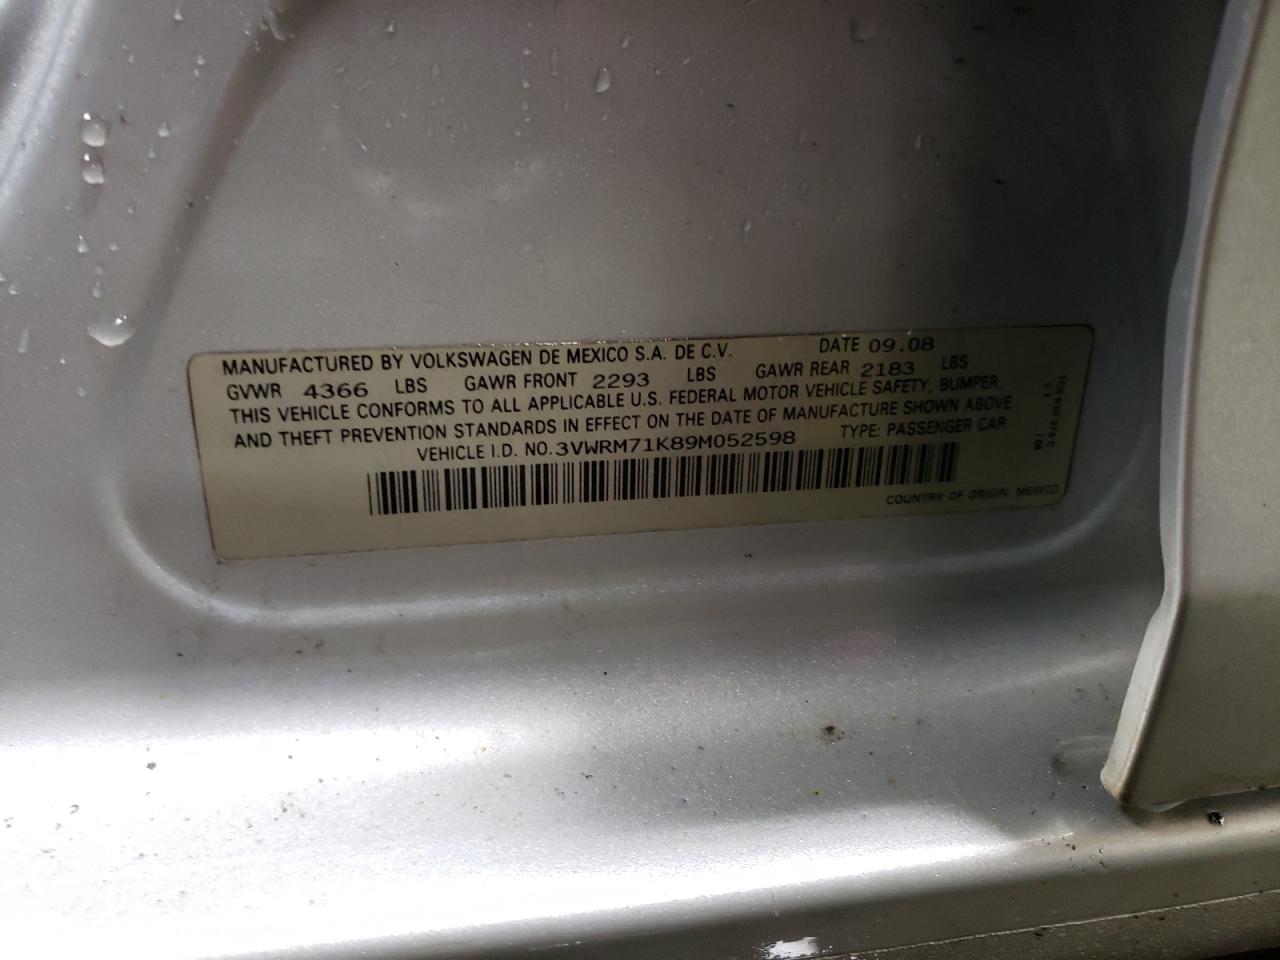 MANUFACTURED BY VOLKSWAGEN DE MEXICO S.A. DE C.V. DATE 09.08
GVWR 4366 LBS GAWR FRONT 2293 LBS GAWR REAR 2183 LBS
THIS VEHICLE CONFORMS TO ALL APPLICABLE U.S. FEDERAL MOTOR VEHICLE SAFETY, BUMPER,
AND THEFT PREVENTION STANDARDS IN EFFECT ON THE DATE OF MANUFACTURE SHOWN ABOVE.
VEHICLE I.D. NO. 3VWRM71K89M052598 TYPE: PASSENGER CAR
COUNTRY OF ORIGIN: MEXICO